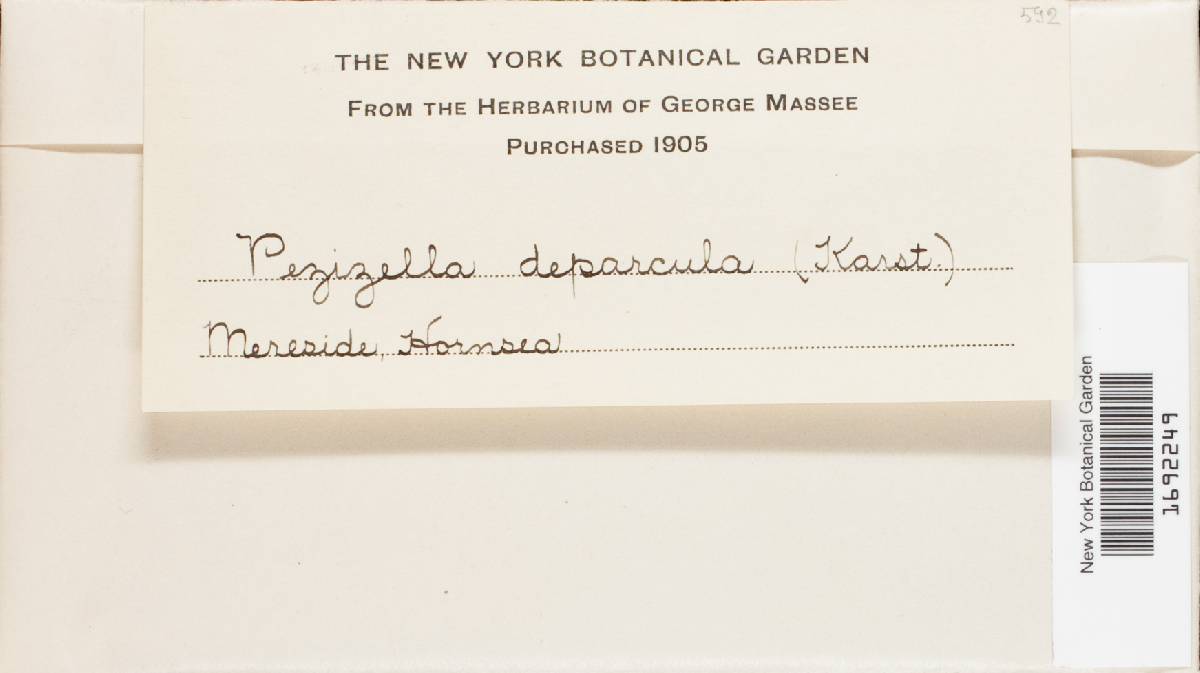 592
THE NEW YORK BOTANICAL GARDEN
FROM THE HERBARIUM OF GEORGE MASSEE
PURCHASED 1905
Pezizella deparcula (Karst.)
Mereside, Hornsea
New York Botanical Garden
1692249